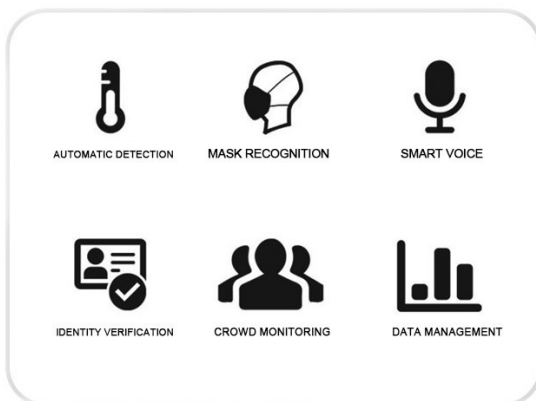 AUTOMATIC DETECTION
MASK RECOGNITION
SMART VOICE
IDENTITY VERIFICATION
CROWD MONITORING
DATA MANAGEMENT